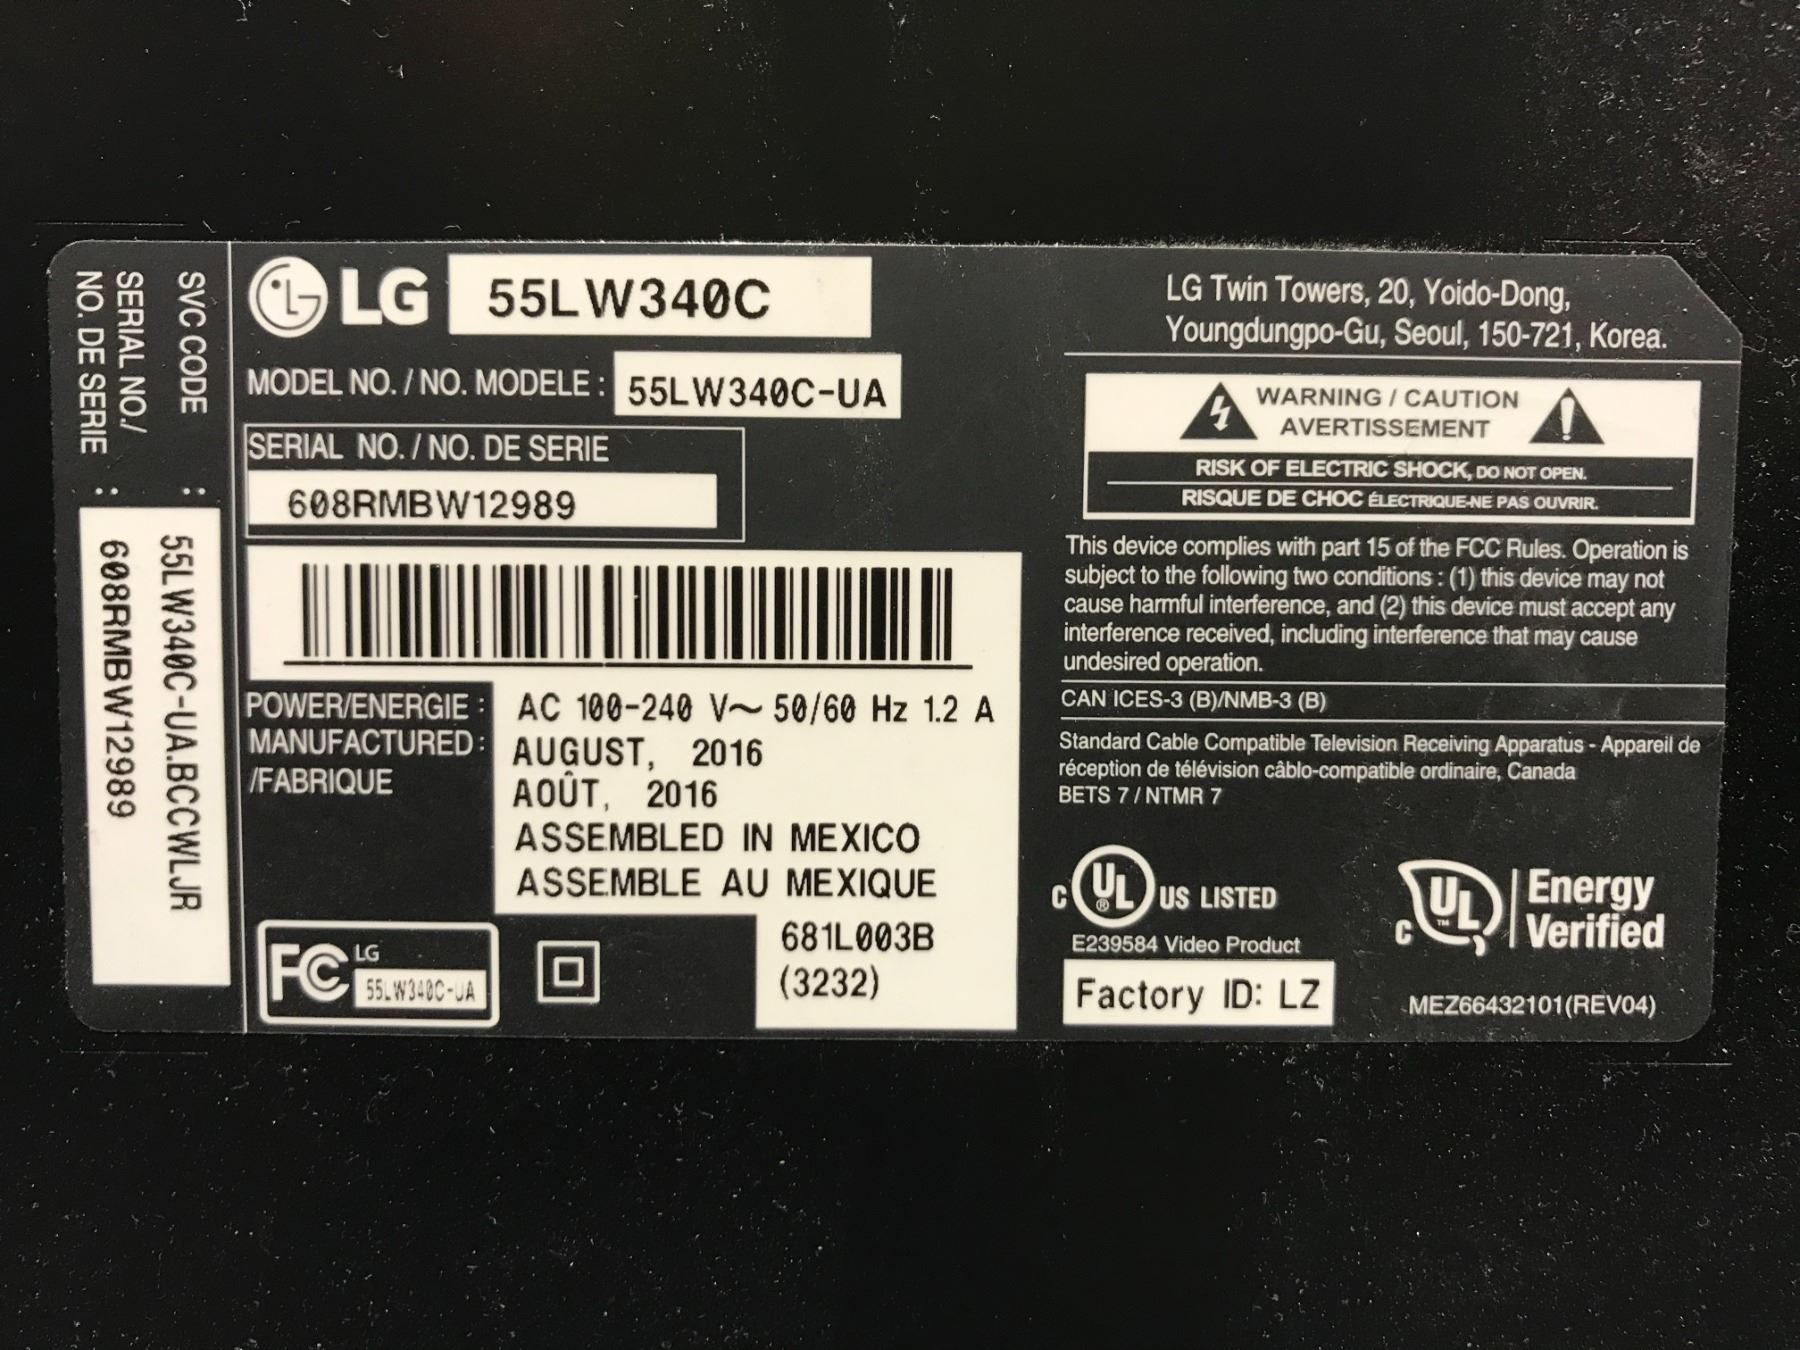 SVC CODE : 55LW340C-UA.BCCWLJR
SERIAL NO./
NO. DE SERIE : 608RMBW12989
LG 55LW340C
MODEL NO. / NO. MODELE : 55LW340C-UA
SERIAL NO. / NO. DE SERIE
608RMBW12989
POWER/ENERGIE : AC 100-240 V~ 50/60 Hz 1.2 A
MANUFACTURED : AUGUST, 2016
/FABRIQUE AOÛT, 2016
ASSEMBLED IN MEXICO
ASSEMBLE AU MEXIQUE
681L003B
(3232)
FC LG
55LW340C-UA
LG Twin Towers, 20, Yoido-Dong,
Youngdungpo-Gu, Seoul, 150-721, Korea.
WARNING / CAUTION
AVERTISSEMENT
RISK OF ELECTRIC SHOCK, DO NOT OPEN.
RISQUE DE CHOC ÉLECTRIQUE-NE PAS OUVRIR.
This device complies with part 15 of the FCC Rules. Operation is
subject to the following two conditions : (1) this device may not
cause harmful interference, and (2) this device must accept any
interference received, including interference that may cause
undesired operation.
CAN ICES-3 (B)/NMB-3 (B)
Standard Cable Compatible Television Receiving Apparatus - Appareil de
réception de télévision câblo-compatible ordinaire, Canada
BETS 7 / NTMR 7
C UL ® US LISTED
E239584 Video Product
Factory ID: LZ
C UL ™ Energy
Verified
MEZ66432101(REV04)